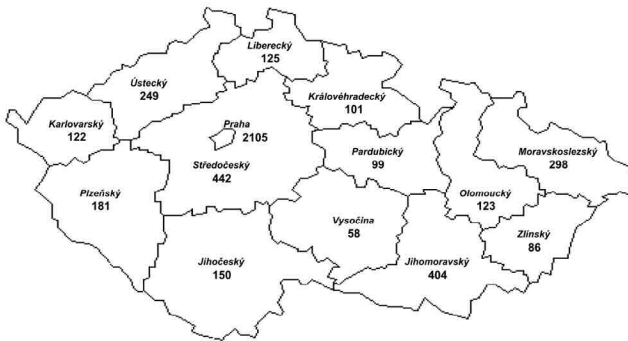 Liberecký
125
Ústecký
249
Královéhradecký
101
Karlovarský
122
Praha
2105
Středočeský
442
Pardubický
99
Moravskoslezský
298
Plzeňský
181
Olomoucký
123
Vysočina
58
Zlínský
86
Jihočeský
150
Jihomoravský
404